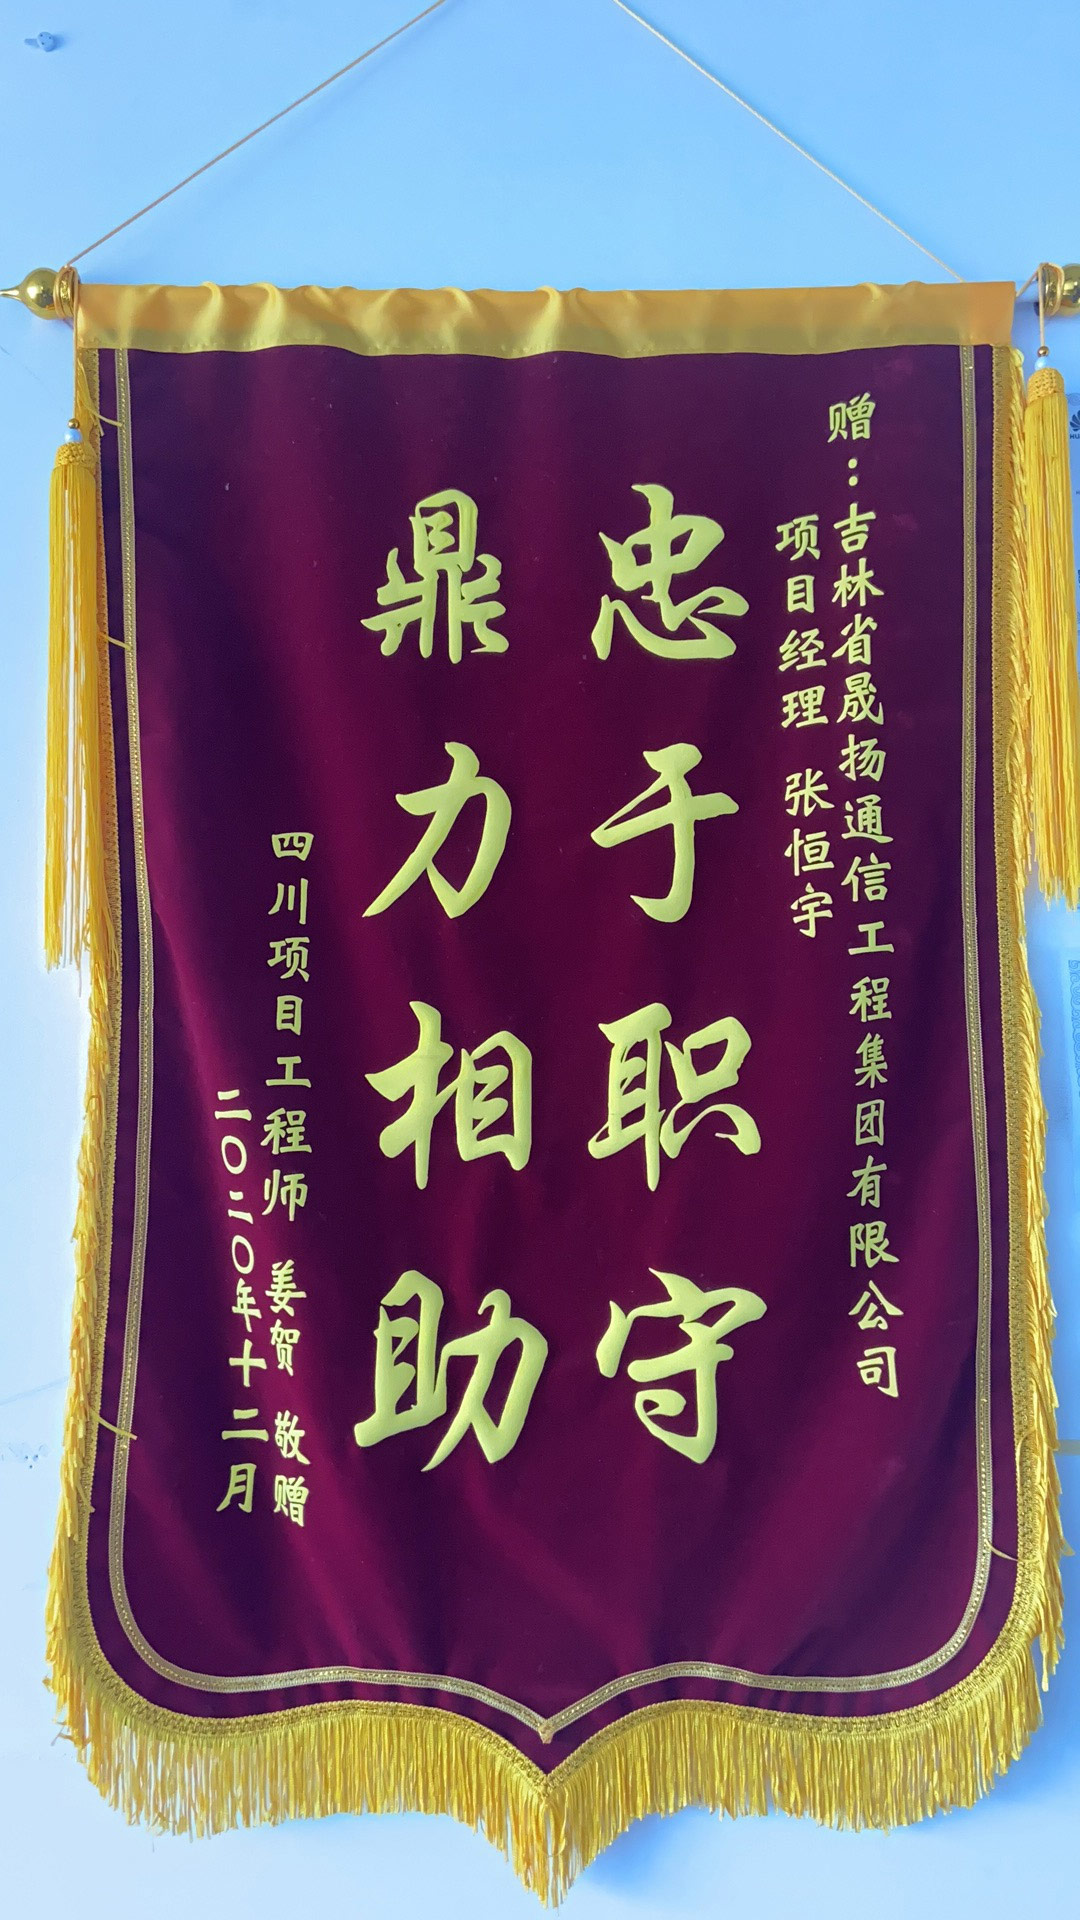 赠：吉林省晟扬通信工程集团有限公司
项目经理 张恒宇
忠于职守
鼎力相助
四川项目工程师 姜贺 敬赠
二〇二〇年十二月